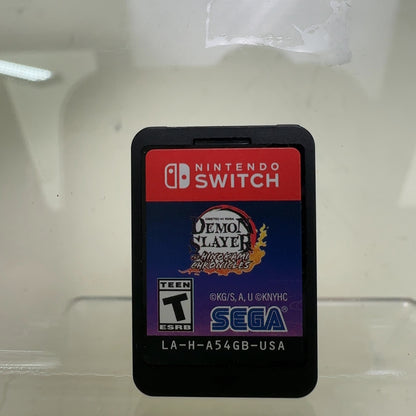 NINTENDO
SWITCH
DEMON
SLAYER
HINOKAMI
CHRONICLES
TEEN
T
ESRB
©KG/S, A, U ©KNYHC
SEGA
LA-H-A54GB-USA